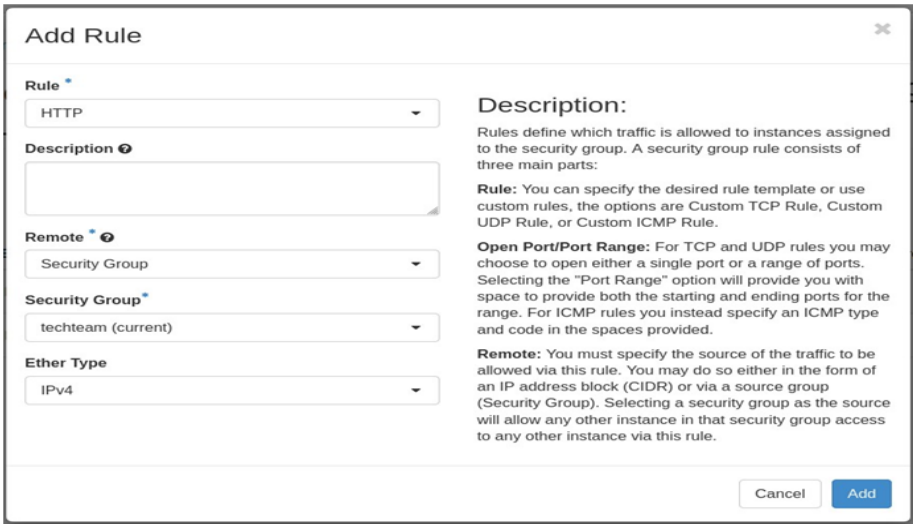 Add Rule
Rule *
HTTP
Description
Remote *
Security Group
Security Group*
techteam (current)
Ether Type
IPv4
Description:
Rules define which traffic is allowed to instances assigned
to the security group. A security group rule consists of
three main parts:
Rule: You can specify the desired rule template or use
custom rules, the options are Custom TCP Rule, Custom
UDP Rule, or Custom ICMP Rule.
Open Port/Port Range: For TCP and UDP rules you may
choose to open either a single port or a range of ports.
Selecting the "Port Range" option will provide you with
space to provide both the starting and ending ports for the
range. For ICMP rules you instead specify an ICMP type
and code in the spaces provided.
Remote: You must specify the source of the traffic to be
allowed via this rule. You may do so either in the form of
an IP address block (CIDR) or via a source group
(Security Group). Selecting a security group as the source
will allow any other instance in that security group access
to any other instance via this rule.
Cancel
Add